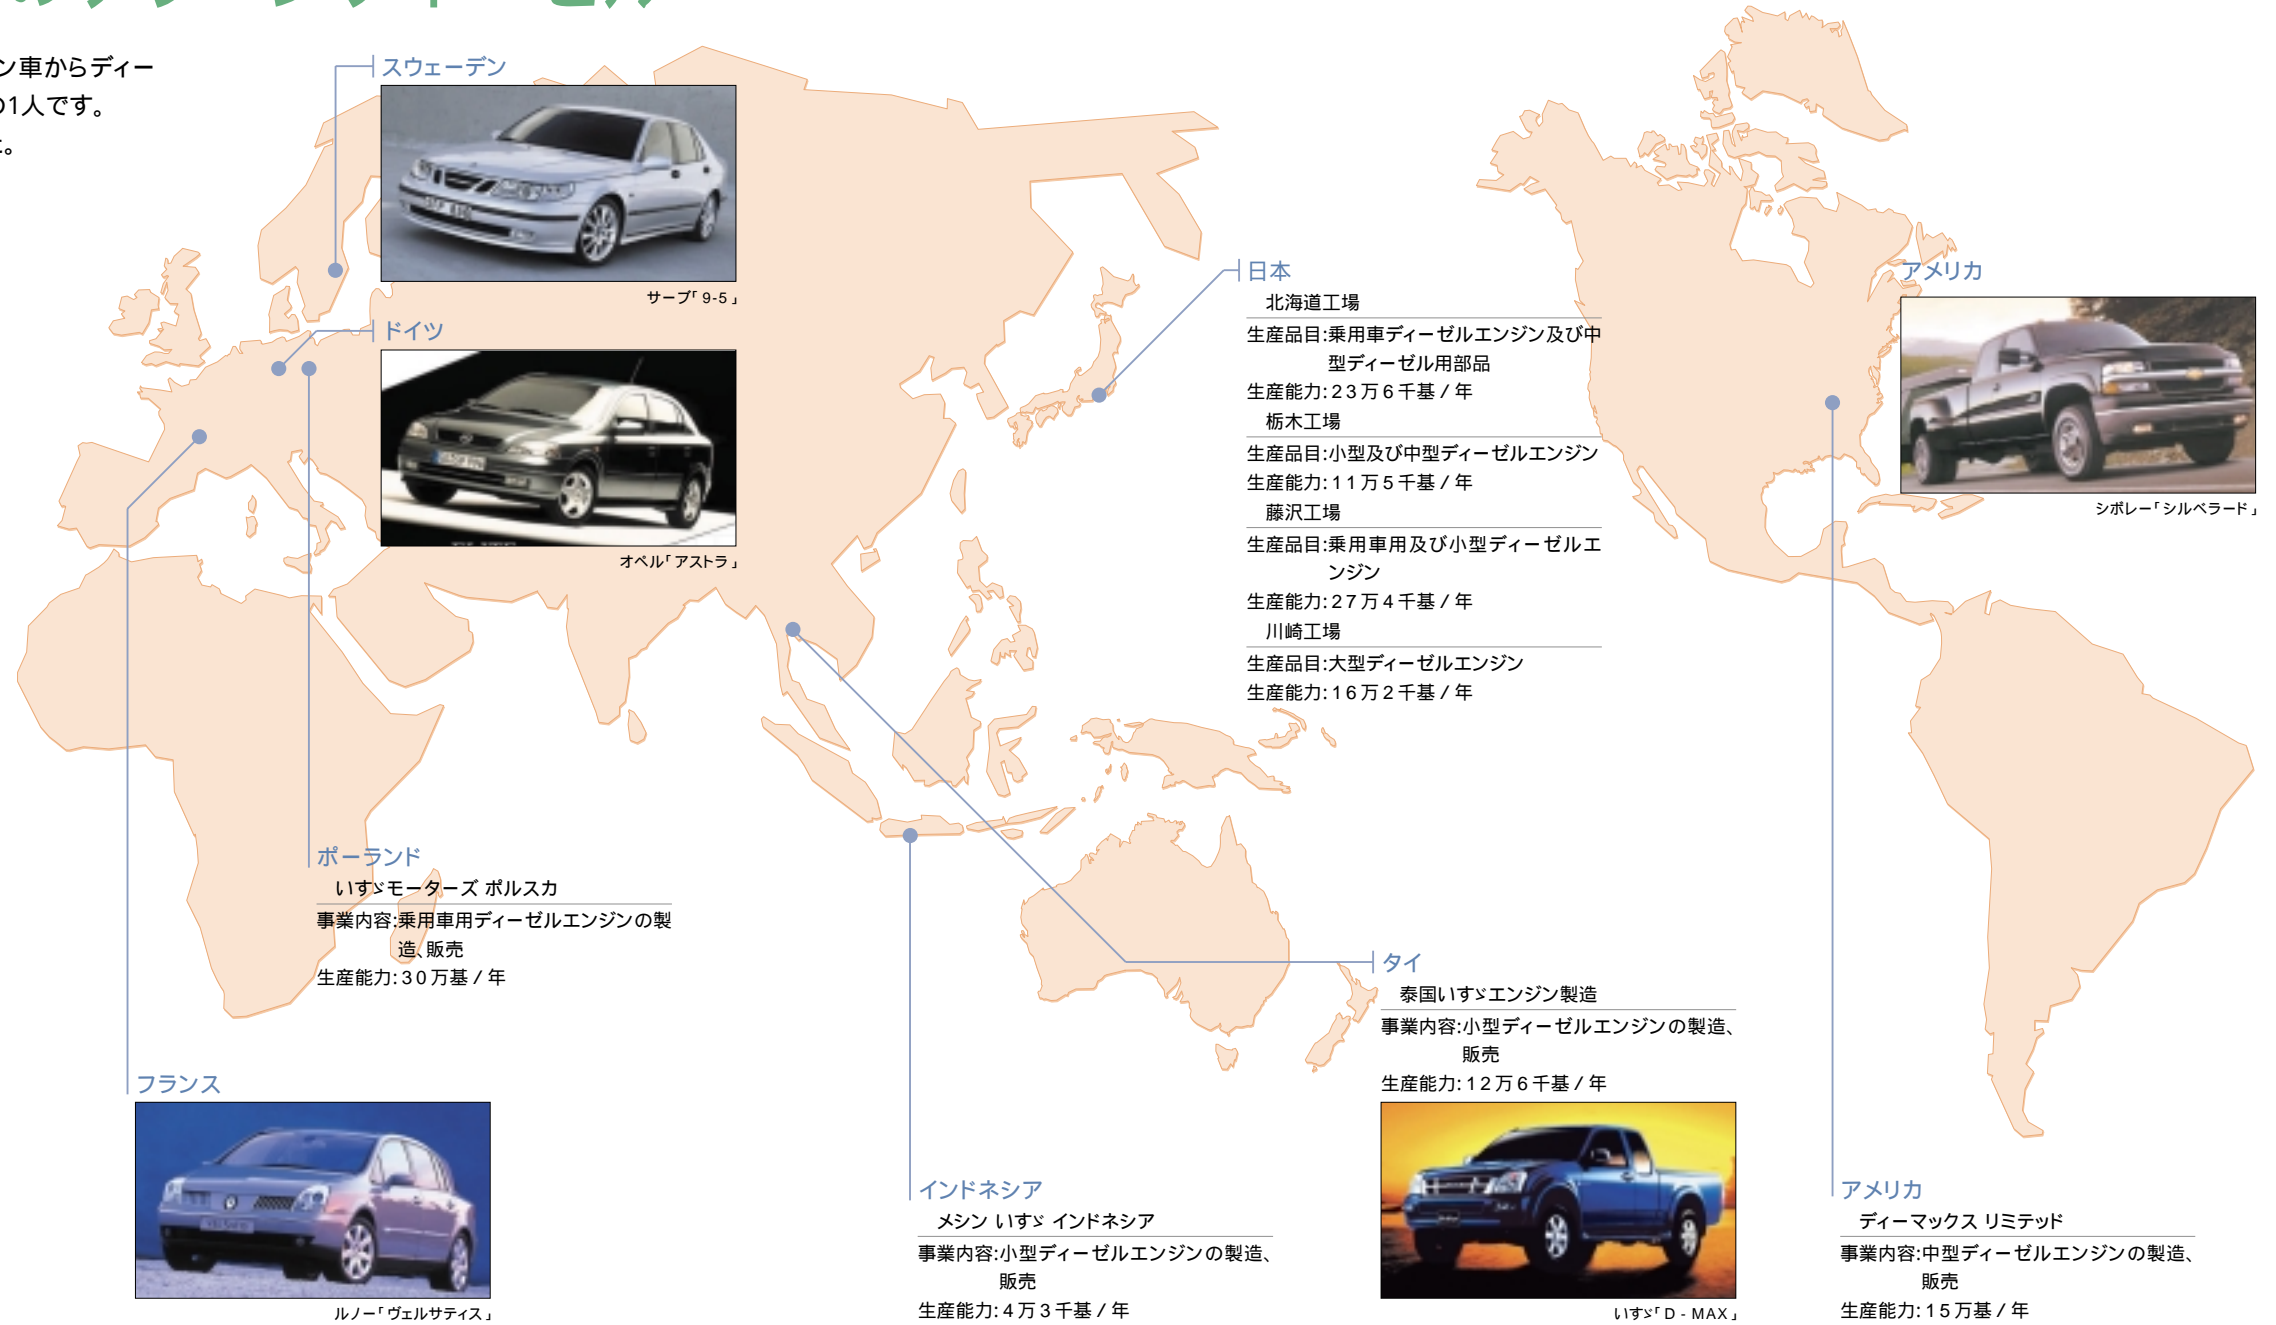 ン車からディー
の1人です。
た。
スウェーデン
サーブ「9-5」
ドイツ
オペル「アストラ」
日本
北海道工場
生産品目:乗用車ディーゼルエンジン及び中
型ディーゼル用部品
生産能力:23万6千基/年
栃木工場
生産品目:小型及び中型ディーゼルエンジン
生産能力:11万5千基/年
藤沢工場
生産品目:乗用車用及び小型ディーゼルエ
ンジン
生産能力:27万4千基/年
川崎工場
生産品目:大型ディーゼルエンジン
生産能力:16万2千基/年
アメリカ
シボレー「シルベラード」
ポーランド
いすゞモーターズ ポルスカ
事業内容:乗用車用ディーゼルエンジンの製
造、販売
生産能力:30万基/年
フランス
ルノー「ヴェルサティス」
インドネシア
メシン いすゞ インドネシア
事業内容:小型ディーゼルエンジンの製造、
販売
生産能力:4万3千基/年
タイ
泰国いすゞエンジン製造
事業内容:小型ディーゼルエンジンの製造、
販売
生産能力:12万6千基/年
いすゞ「D-MAX」
アメリカ
ディーマックス リミテッド
事業内容:中型ディーゼルエンジンの製造、
販売
生産能力:15万基/年